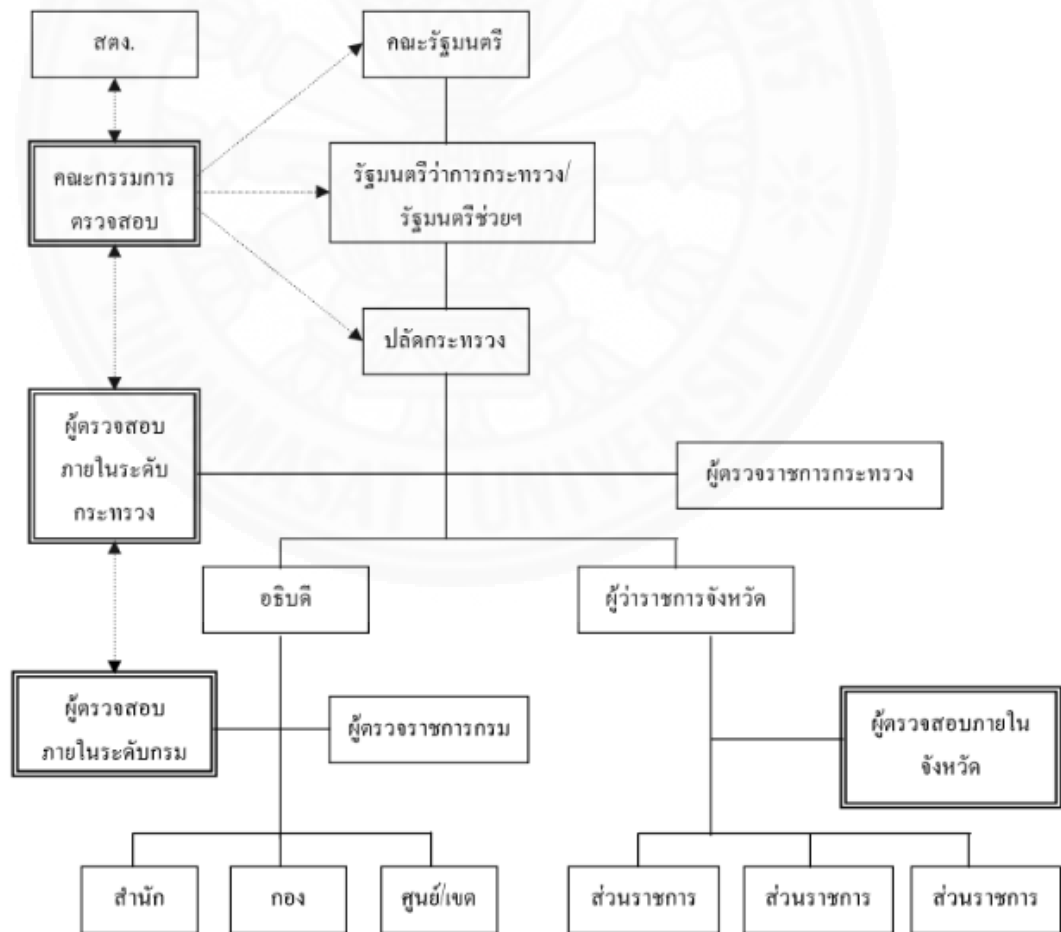 สตง.
คณะรัฐมนตรี
คณะกรรมการ
ตรวจสอบ
รัฐมนตรีว่าการกระทรวง/
รัฐมนตรีช่วยฯ
ปลัดกระทรวง
ผู้ตรวจสอบ
ภายในระดับ
กระทรวง
ผู้ตรวจราชการกระทรวง
อธิบดี
ผู้ว่าราชการจังหวัด
ผู้ตรวจสอบ
ภายในระดับกรม
ผู้ตรวจราชการกรม
ผู้ตรวจสอบภายใน
จังหวัด
สำนัก
กอง
ศูนย์/เขต
ส่วนราชการ
ส่วนราชการ
ส่วนราชการ
THAMMASAT UNIVERSITY